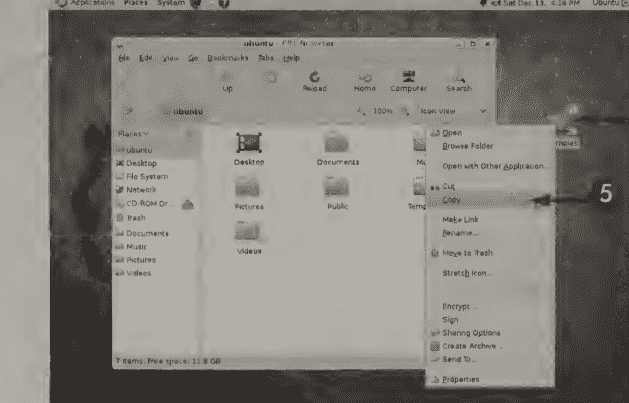 Applications Places System
Sat Dec 13, 4:16 PM Ubuntu
ubuntu - File Browser
File Edit View Go Bookmarks Tabs Help
Up Reload Home Computer Search
ubuntu 100% Icon View
Places
ubuntu
Desktop
File System
Network
CD-ROM Dr...
Trash
Documents
Music
Pictures
Videos
Desktop Documents Mu
Pictures Public Temp
Videos
7 items, Free space: 11.8 GB
Open
Browse Folder
Open with Other Application...
Cut
Copy
Make Link
Rename...
Move to Trash
Stretch Icon...
Encrypt...
Sign
Sharing Options
Create Archive...
Send To...
Properties
mples
5